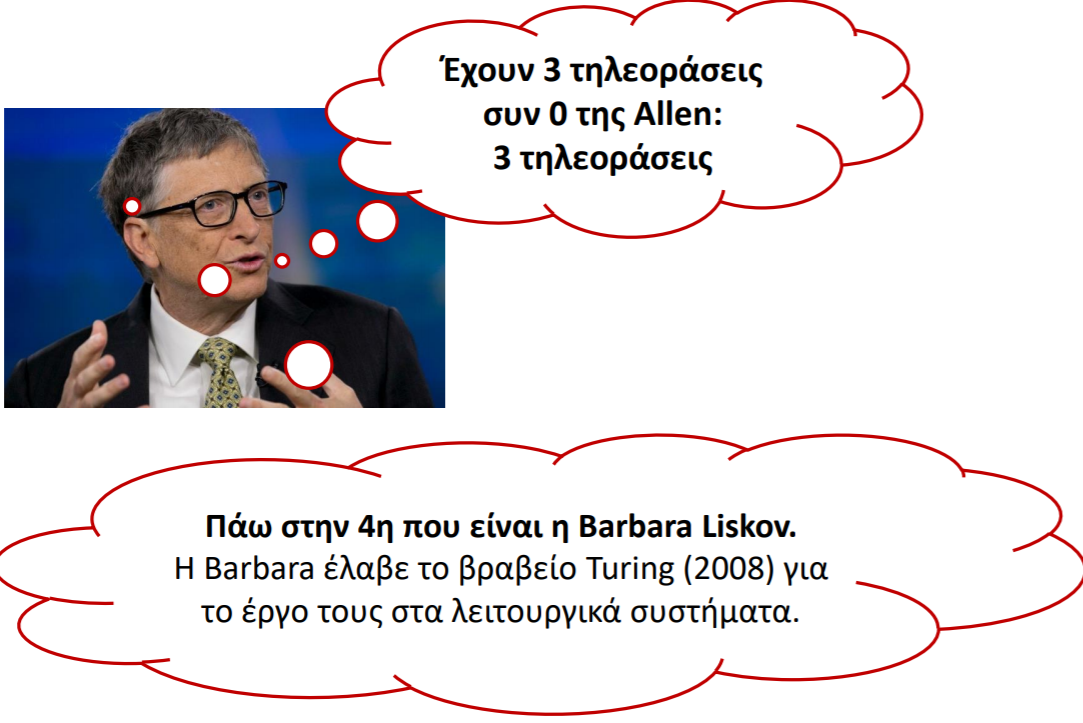 Έχουν 3 τηλεοράσεις
συν 0 της Allen:
3 τηλεοράσεις
Πάω στην 4η που είναι η Barbara Liskov.
Η Barbara έλαβε το βραβείο Turing (2008) για
το έργο τους στα λειτουργικά συστήματα.